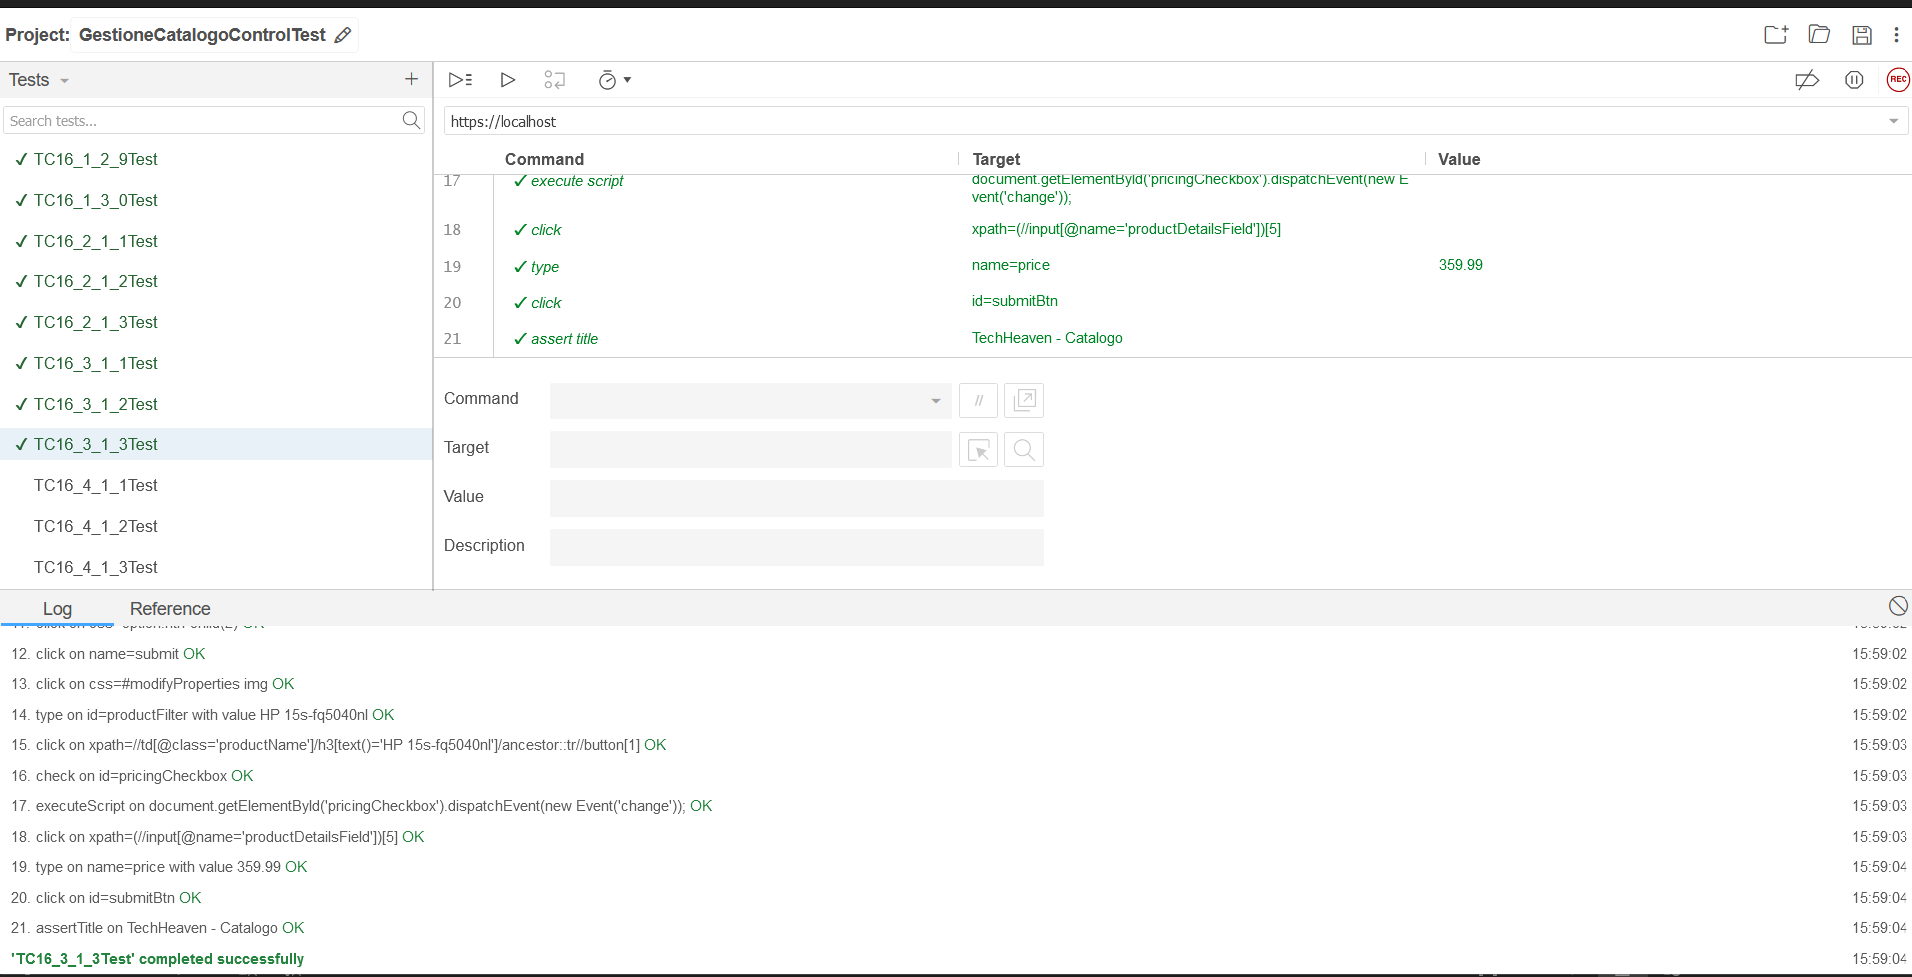 Project: GestioneCatalogoControlTest
Tests
Search tests...
TC16_1_2_9Test
TC16_1_3_0Test
TC16_2_1_1Test
TC16_2_1_2Test
TC16_2_1_3Test
TC16_3_1_1Test
TC16_3_1_2Test
TC16_3_1_3Test
TC16_4_1_1Test
TC16_4_1_2Test
TC16_4_1_3Test
REC
https://localhost
Command Target Value
17 execute script document.getElementById('pricingCheckbox').dispatchEvent(new E
vent('change'));
18 click xpath=(//input[@name='productDetailsField'])[5]
19 type name=price 359.99
20 click id=submitBtn
21 assert title TechHeaven - Catalogo
Command //
Target
Value
Description
Log Reference
12. click on name=submit OK 15:59:02
13. click on css=#modifyProperties img OK 15:59:02
14. type on id=productFilter with value HP 15s-fq5040nl OK 15:59:02
15. click on xpath=//td[@class='productName']/h3[text()='HP 15s-fq5040nl']/ancestor::tr//button[1] OK 15:59:03
16. check on id=pricingCheckbox OK 15:59:03
17. executeScript on document.getElementById('pricingCheckbox').dispatchEvent(new Event('change')); OK 15:59:03
18. click on xpath=(//input[@name='productDetailsField'])[5] OK 15:59:03
19. type on name=price with value 359.99 OK 15:59:04
20. click on id=submitBtn OK 15:59:04
21. assertTitle on TechHeaven - Catalogo OK 15:59:04
'TC16_3_1_3Test' completed successfully 15:59:04